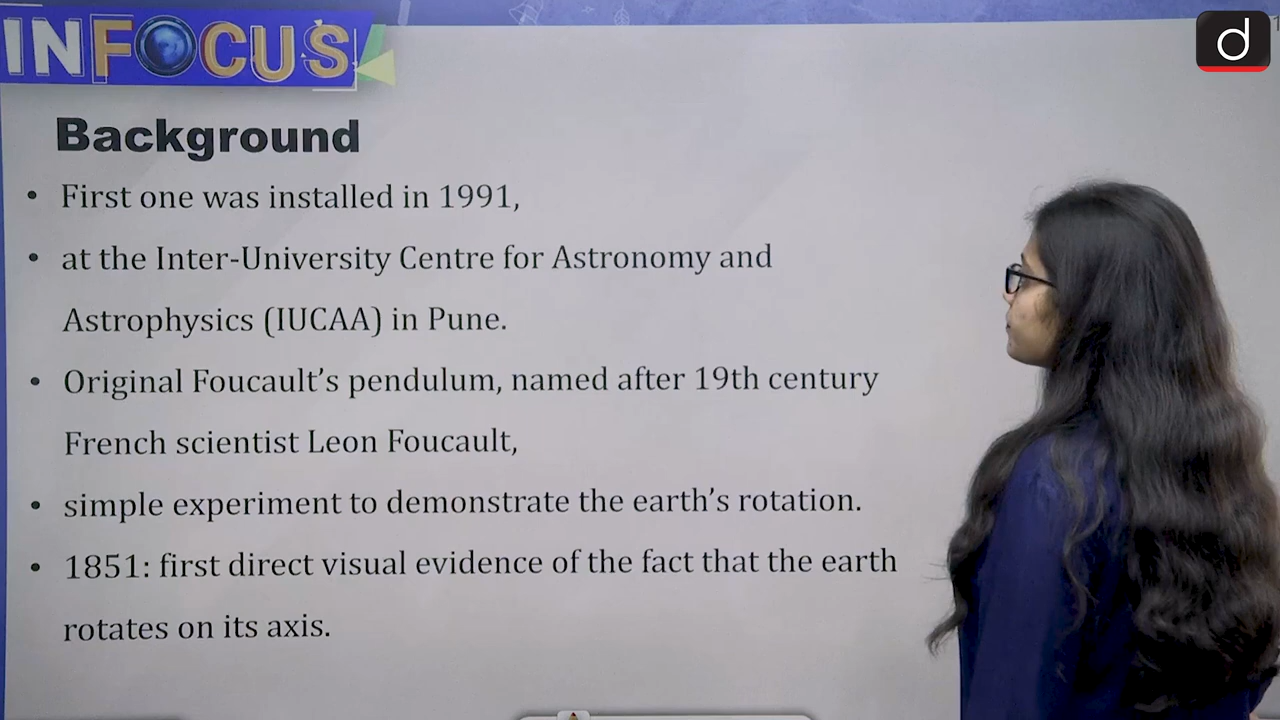 INFOCUS
d
Background
• First one was installed in 1991,
• at the Inter-University Centre for Astronomy and
Astrophysics (IUCAA) in Pune.
• Original Foucault’s pendulum, named after 19th century
French scientist Leon Foucault,
• simple experiment to demonstrate the earth’s rotation.
• 1851: first direct visual evidence of the fact that the earth
rotates on its axis.